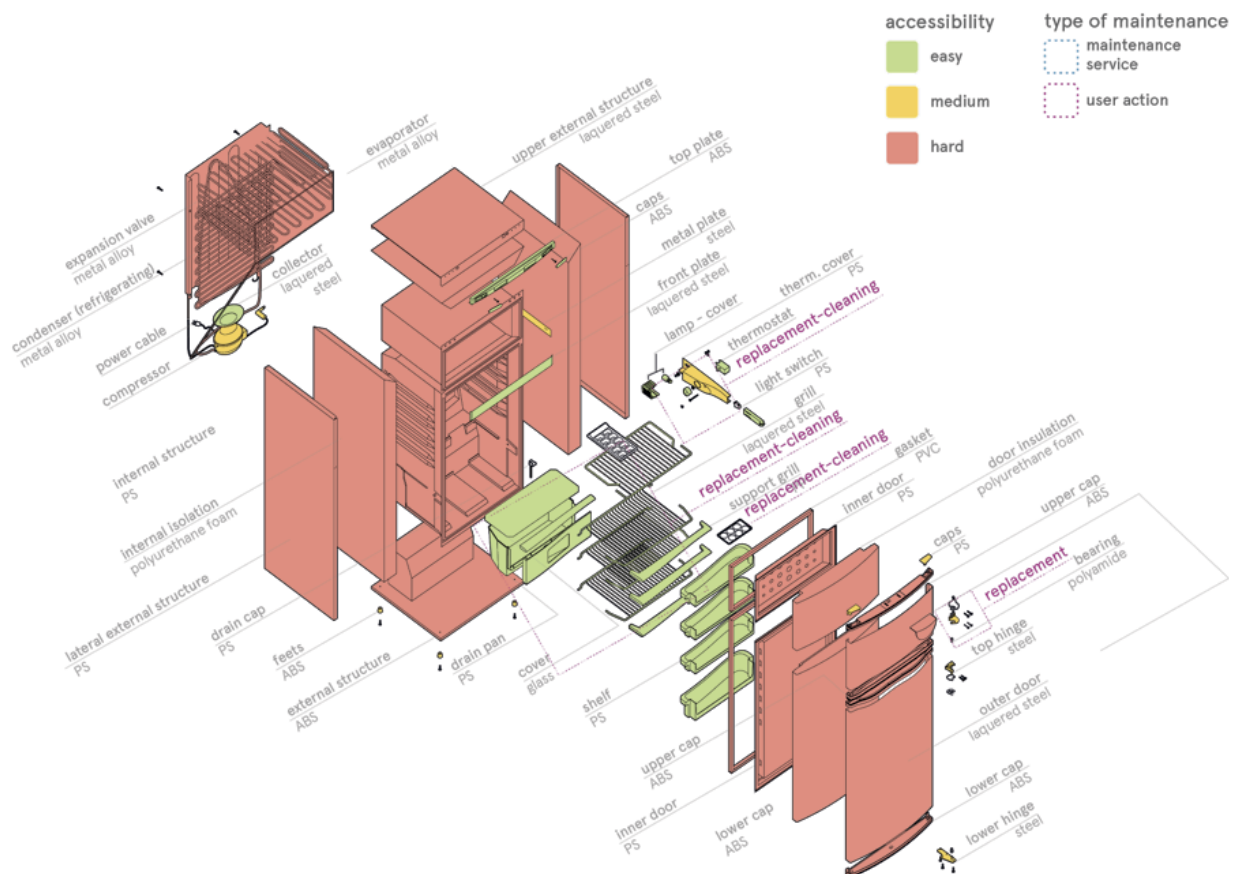 accessibility
easy
medium
hard
type of maintenance
maintenance
service
user action
evaporator
metal alloy
upper external structure
laquered steel
top plate
ABS
caps
ABS
metal plate
steel
front plate
laquered steel
therm. cover
PS
lamp - cover
thermostat
replacement-cleaning
light switch
PS
grill
laquered steel
replacement-cleaning
support grill
replacement-cleaning
gasket
PVC
inner door
PS
door insulation
polyurethane foam
upper cap
ABS
caps
PS
replacement
bearing
polyamide
top hinge
steel
outer door
laquered steel
lower cap
ABS
lower hinge
steel
expansion valve
metal alloy
condenser (refrigerating)
metal alloy
collector
laquered
steel
power cable
compressor
internal structure
PS
internal isolation
polyurethane foam
lateral external structure
PS
drain cap
PS
feets
ABS
external structure
ABS
drain pan
PS
cover
glass
shelf
PS
upper cap
ABS
inner door
PS
lower cap
ABS